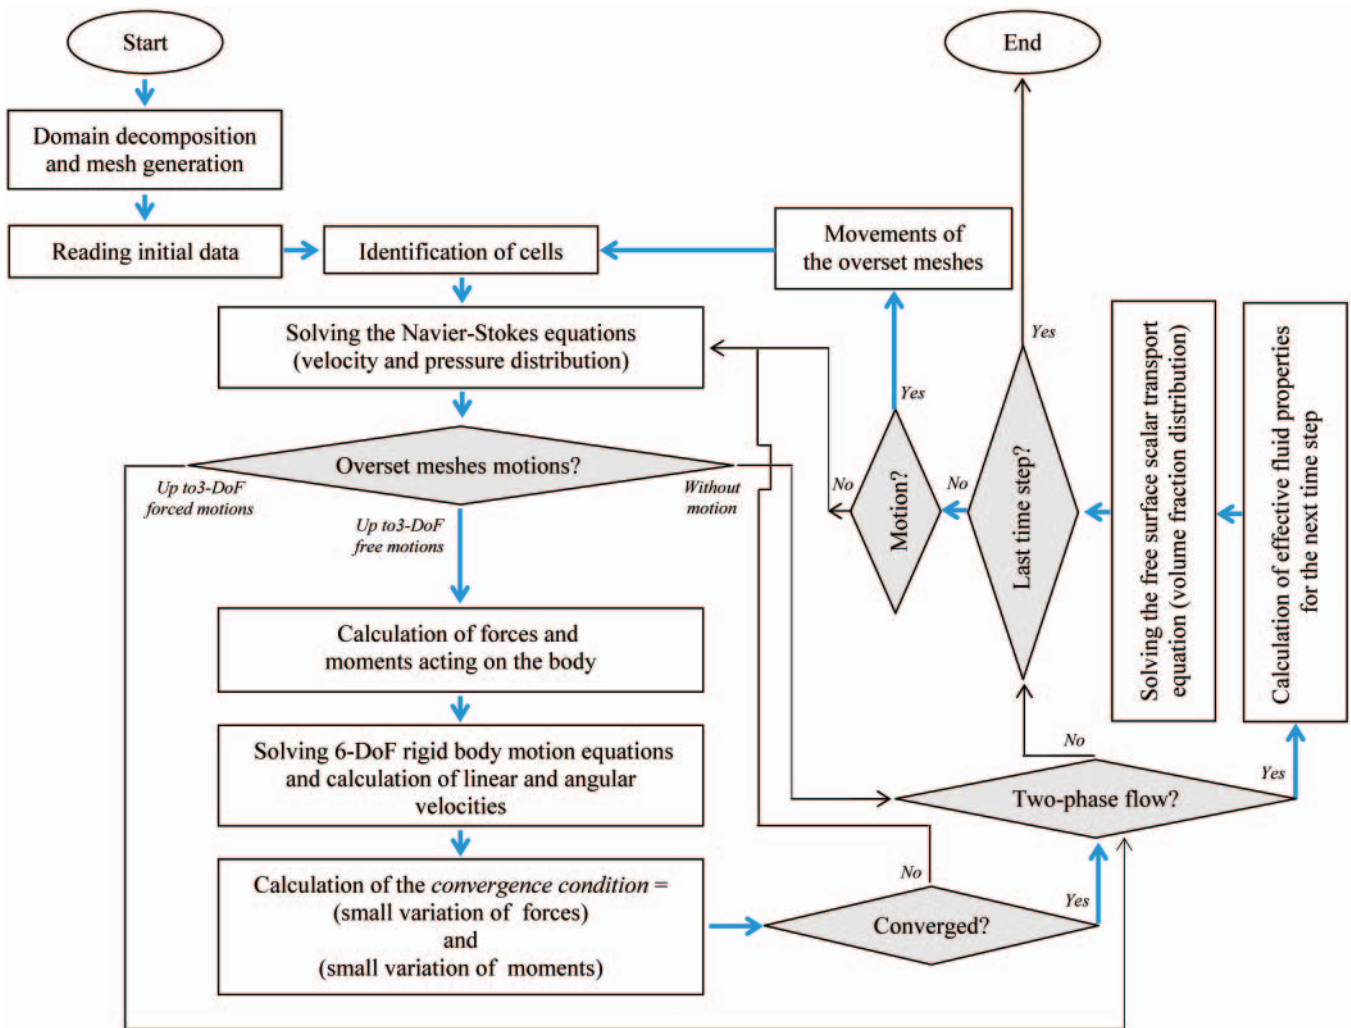 Start
End
Domain decomposition
and mesh generation
Reading initial data
Identification of cells
Movements of
the overset meshes
Solving the Navier-Stokes equations
(velocity and pressure distribution)
Yes
Yes
Overset meshes motions?
Up to3-DoF
forced motions
Up to3-DoF
free motions
Without
motion
No
Motion?
No
Last time step?
Solving the free surface scalar transport
equation (volume fraction distribution)
Calculation of effective fluid properties
for the next time step
Calculation of forces and
moments acting on the body
Solving 6-DoF rigid body motion equations
and calculation of linear and angular
velocities
No
Yes
Two-phase flow?
Calculation of the convergence condition =
(small variation of forces)
and
(small variation of moments)
No
Yes
Converged?